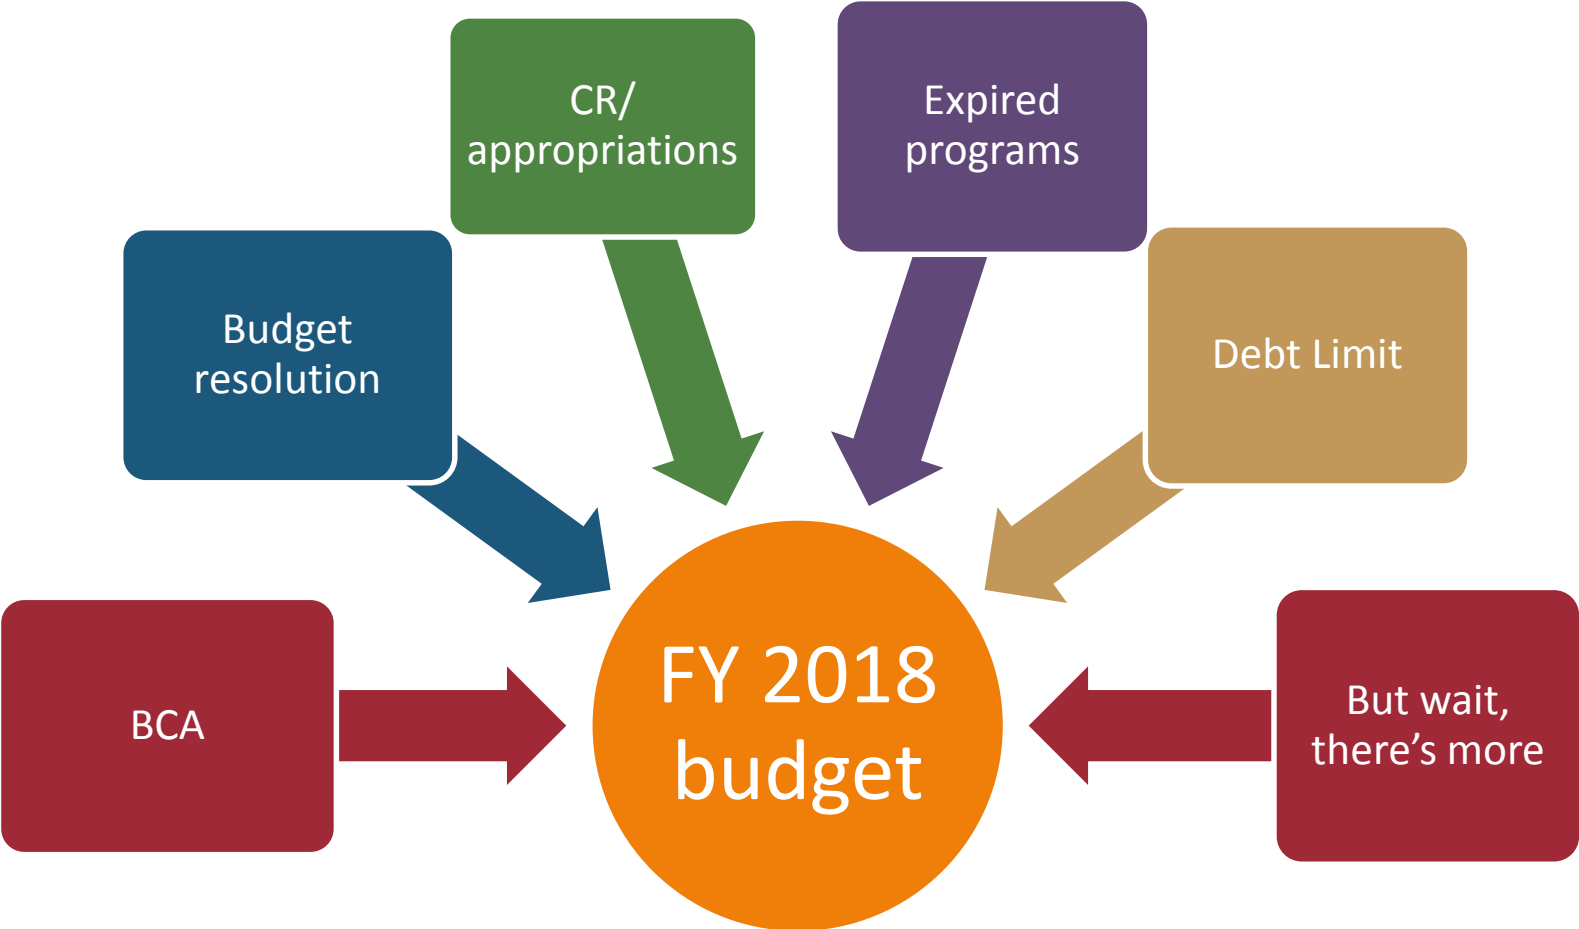 CR/
appropriations
Expired
programs
Budget
resolution
Debt Limit
BCA
FY 2018
budget
But wait,
there’s more